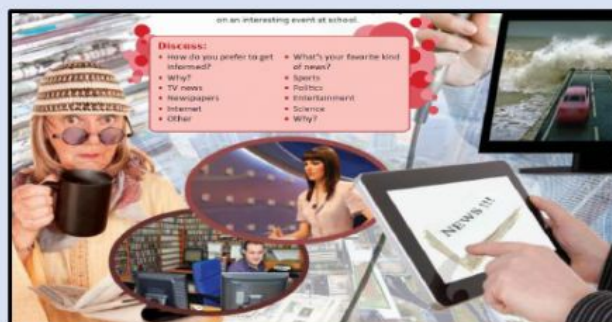 on an interesting event at school.
Discuss:
• How do you prefer to get
informed?
• Why?
• TV news
• Newspapers
• Internet
• Other
• What's your favorite kind
of news?
• Sports
• Politics
• Entertainment
• Science
• Why?
NEWS !!!